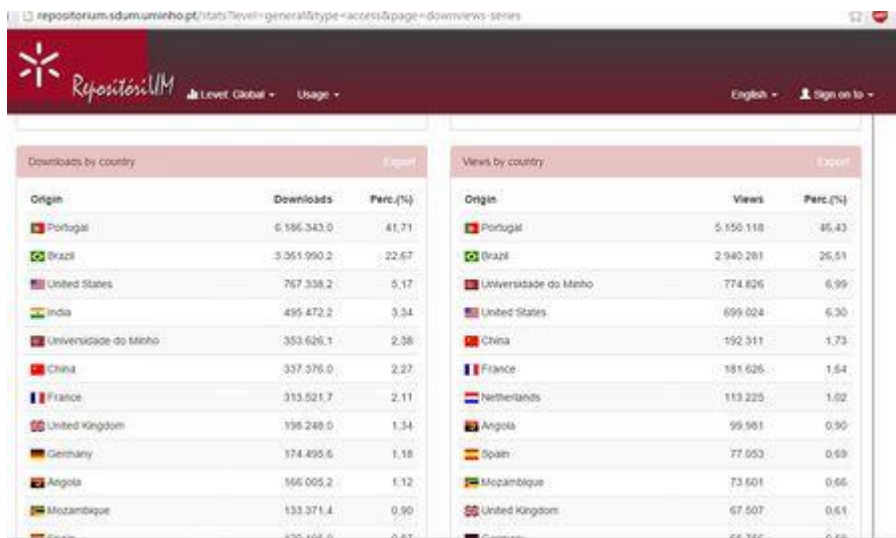 repositorium.sdum.uminho.pt/stats?level=general&type=access&page=downviews-series
RepositóriUM
Level: Global
Usage
English
Sign on to
Downloads by country
Export
Origin Downloads Perc.(%)
Portugal 6.186.343,0 41,71
Brazil 3.361.990,2 22,67
United States 767.338,2 5,17
India 495.472,2 3,34
Universidade do Minho 353.626,1 2,38
China 337.376,0 2,27
France 313.521,7 2,11
United Kingdom 198.248,0 1,34
Germany 174.495,6 1,18
Angola 166.005,2 1,12
Mozambique 133.371,4 0,90
Views by country
Export
Origin Views Perc.(%)
Portugal 5.150.118 46,43
Brazil 2.940.281 26,51
Universidade do Minho 774.826 6,99
United States 699.024 6,30
China 192.311 1,73
France 181.626 1,64
Netherlands 113.225 1,02
Angola 99.981 0,90
Spain 77.053 0,69
Mozambique 73.601 0,66
United Kingdom 67.507 0,61